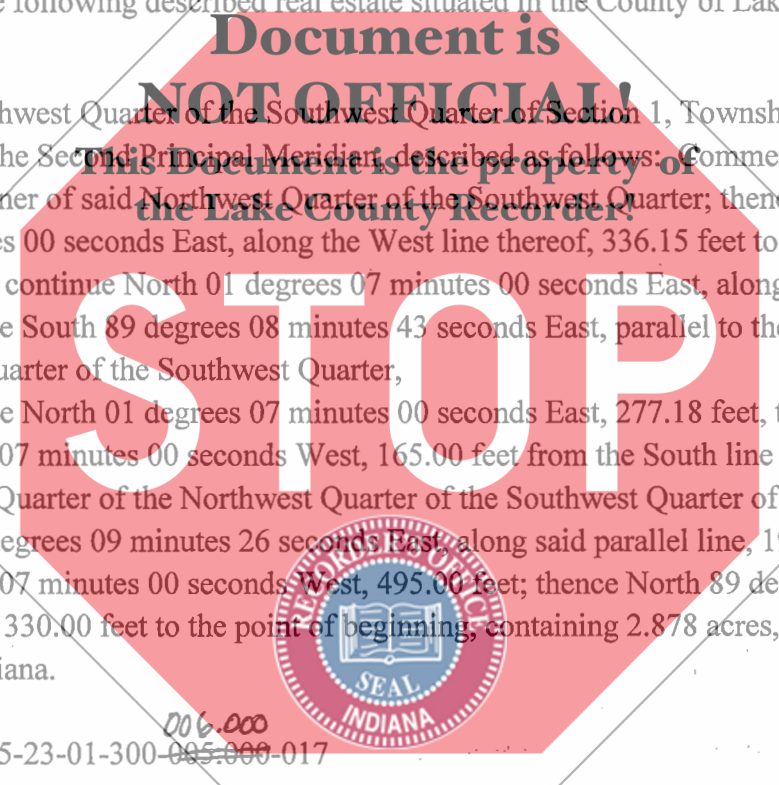 e following described real estate situated in the County of Lak
Document is
NOT OFFICIAL!
hwest Quarter of the Southwest Quarter of Section 1, Townsh
This Document is the property of
he Second Principal Meridian, described as follows: Comme
the Lake County Recorder!
ner of said Northwest Quarter of the Southwest Quarter; thenc
s 00 seconds East, along the West line thereof, 336.15 feet to
continue North 01 degrees 07 minutes 00 seconds East, along
e South 89 degrees 08 minutes 43 seconds East, parallel to the
uarter of the Southwest Quarter,
STOP
e North 01 degrees 07 minutes 00 seconds East, 277.18 feet, t
07 minutes 00 seconds West, 165.00 feet from the South line
Quarter of the Northwest Quarter of the Southwest Quarter of
egrees 09 minutes 26 seconds East, along said parallel line, 19
07 minutes 00 seconds West, 495.00 feet; thence North 89 de
330.00 feet to the point of beginning, containing 2.878 acres,
iana.
RECORDER'S OFFICE
SEAL
INDIANA
006.000
5-23-01-300-005.000-017